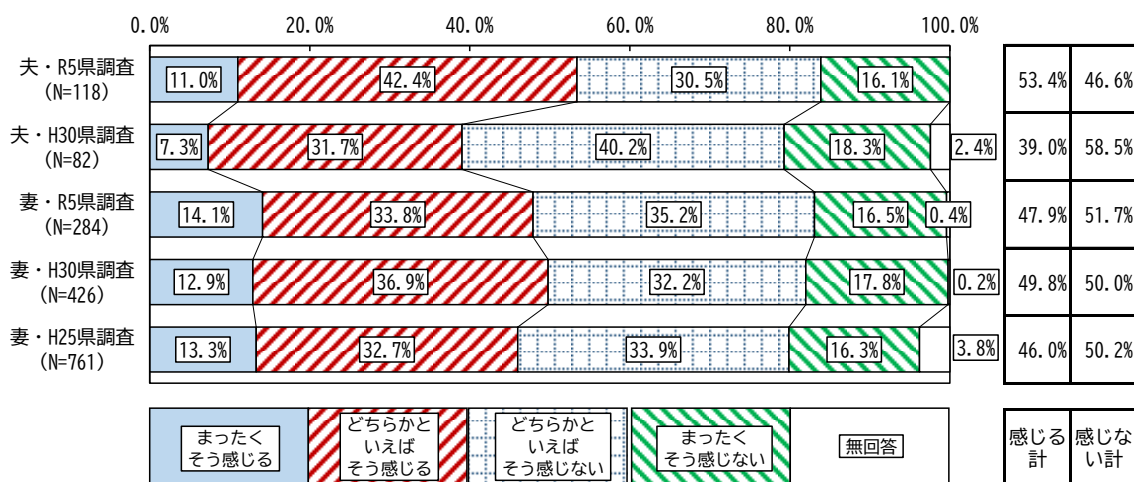 0.0% 20.0% 40.0% 60.0% 80.0% 100.0%
夫・R5県調査
(N=118)
11.0% 42.4% 30.5% 16.1% 53.4% 46.6%
夫・H30県調査
(N=82)
7.3% 31.7% 40.2% 18.3% 2.4% 39.0% 58.5%
妻・R5県調査
(N=284)
14.1% 33.8% 35.2% 16.5% 0.4% 47.9% 51.7%
妻・H30県調査
(N=426)
12.9% 36.9% 32.2% 17.8% 0.2% 49.8% 50.0%
妻・H25県調査
(N=761)
13.3% 32.7% 33.9% 16.3% 3.8% 46.0% 50.2%
まったく
そう感じる
どちらかと
いえば
そう感じる
どちらかと
いえば
そう感じない
まったく
そう感じない
無回答
感じる
計
感じな
い計